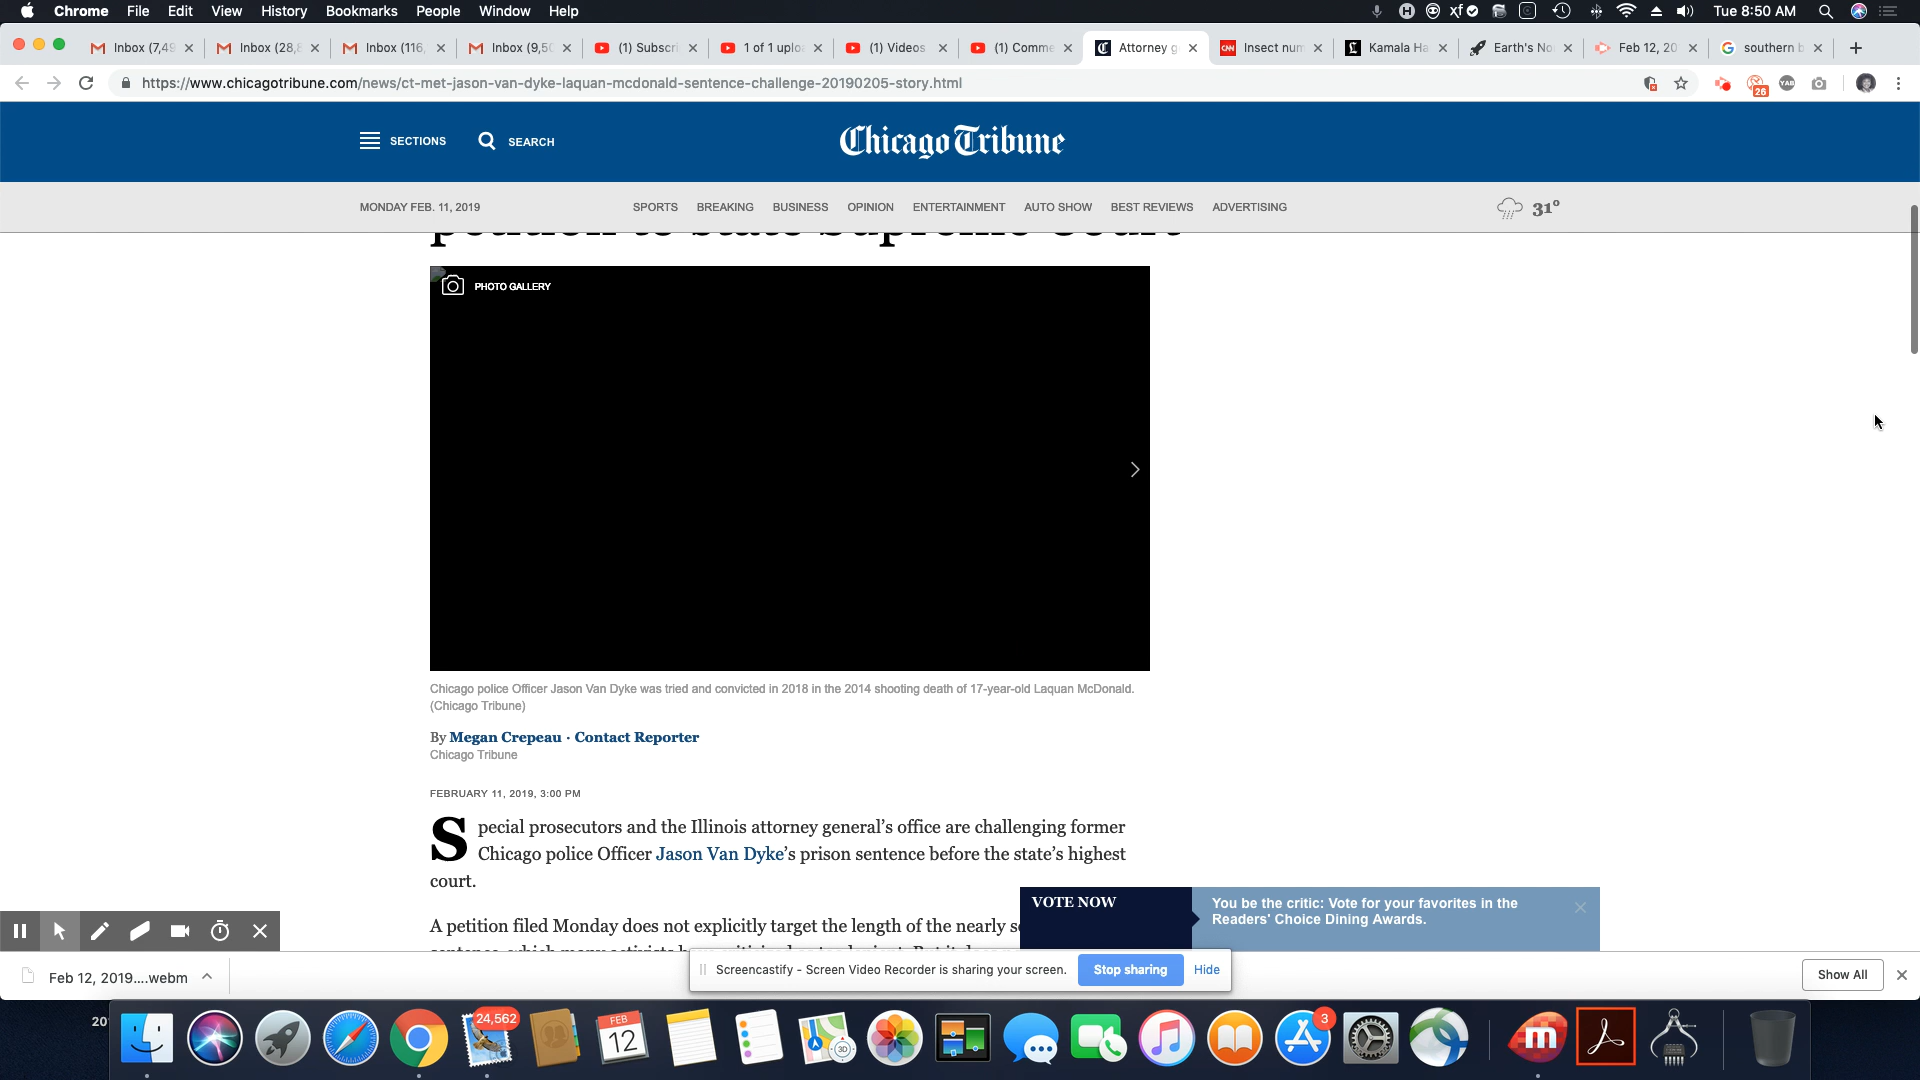 Chrome File Edit View History Bookmarks People Window Help Tue 8:50 AM
Inbox (7,49 Inbox (28,8 Inbox (116, Inbox (9,50 (1) Subscri 1 of 1 uploa (1) Videos (1) Comme Attorney g CNN Insect num Kamala Ha Earth's No Feb 12, 20 southern b
https://www.chicagotribune.com/news/ct-met-jason-van-dyke-laquan-mcdonald-sentence-challenge-20190205-story.html 26
SECTIONS SEARCH Chicago Tribune
MONDAY FEB. 11, 2019 SPORTS BREAKING BUSINESS OPINION ENTERTAINMENT AUTO SHOW BEST REVIEWS ADVERTISING 31°
petition to state Supreme Court
PHOTO GALLERY
Chicago police Officer Jason Van Dyke was tried and convicted in 2018 in the 2014 shooting death of 17-year-old Laquan McDonald.
(Chicago Tribune)
By Megan Crepeau · Contact Reporter
Chicago Tribune
FEBRUARY 11, 2019, 3:00 PM
Special prosecutors and the Illinois attorney general's office are challenging former
Chicago police Officer Jason Van Dyke's prison sentence before the state's highest
court.
A petition filed Monday does not explicitly target the length of the nearly
VOTE NOW
You be the critic: Vote for your favorites in the
Readers' Choice Dining Awards.
Screencastify - Screen Video Recorder is sharing your screen. Stop sharing Hide
Feb 12, 2019....webm Show All
20
24,562
FEB
12
3D
3